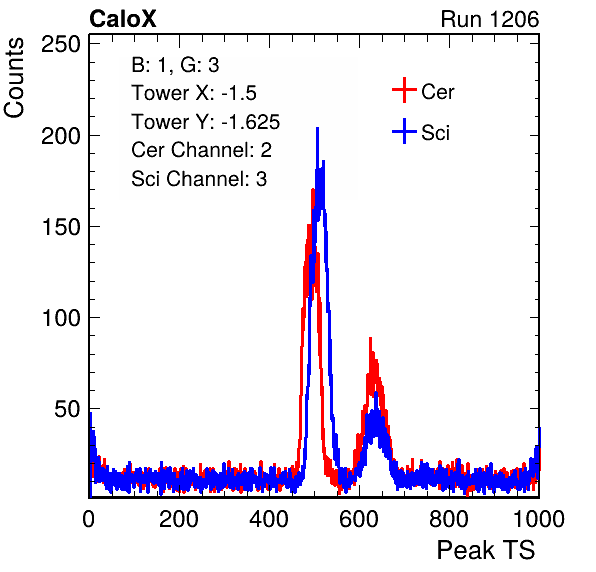 CaloX Run 1206
Counts
B: 1, G: 3
Tower X: -1.5
Tower Y: -1.625
Cer Channel: 2
Sci Channel: 3
Cer
Sci
250
200
150
100
50
0 200 400 600 800 1000
Peak TS